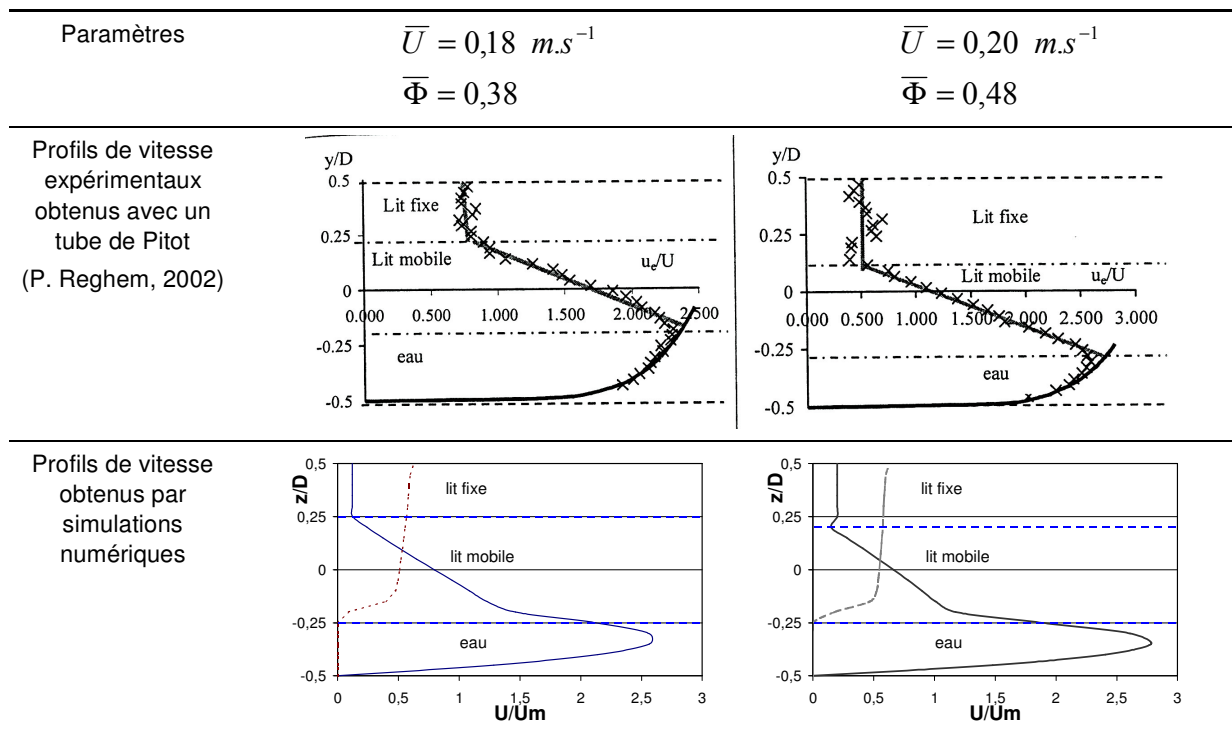 Paramètres
U = 0,18 m.s⁻¹
Φ = 0,38
U = 0,20 m.s⁻¹
Φ = 0,48
Profils de vitesse
expérimentaux
obtenus avec un
tube de Pitot
(P. Reghem, 2002)
y/D
0.5
Lit fixe
0.25
Lit mobile
uₑ/U
0
0.000 0.500 1.000 1.500 2.000 2.500
-0.25
eau
-0.5
y/D
0.5
Lit fixe
0.25
Lit mobile uₑ/U
0
0.000 0.500 1.000 1.500 2.000 2.500 3.000
-0.25
eau
-0.5
Profils de vitesse
obtenus par
simulations
numériques
z/D
0,5
lit fixe
0,25
lit mobile
0
-0,25
eau
-0,5
0 0,5 1 1,5 2 2,5 3
U/Um
z/D
0,5
lit fixe
0,25
lit mobile
0
-0,25
eau
-0,5
0 0,5 1 1,5 2 2,5 3
U/Um